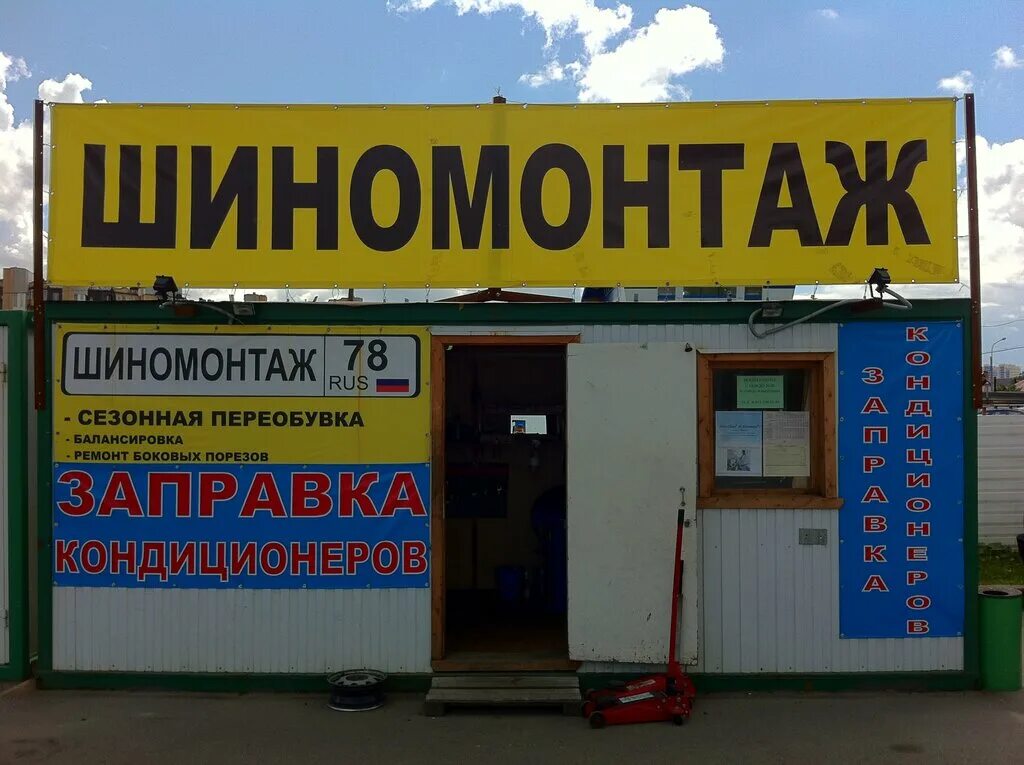 ШИНОМОНТАЖ
ШИНОМОНТАЖ 78
RUS
- СЕЗОННАЯ ПЕРЕОБУВКА
- БАЛАНСИРОВКА
- РЕМОНТ БОКОВЫХ ПОРЕЗОВ
ЗАПРАВКА
КОНДИЦИОНЕРОВ
ЗАПРАВКА
КОНДИЦИОНЕРОВ